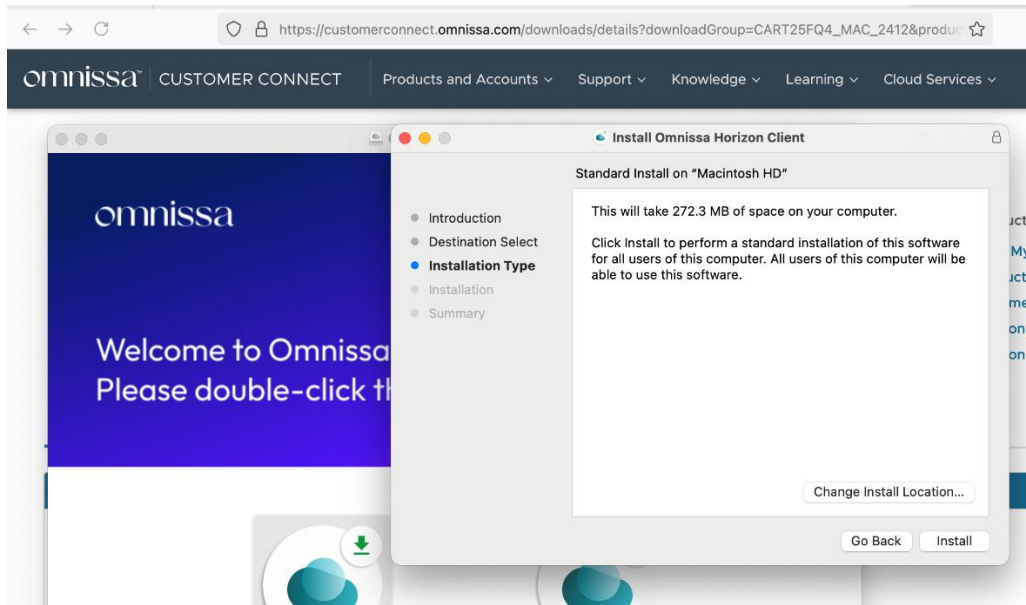 https://customerconnect.omnissa.com/downloads/details?downloadGroup=CART25FQ4_MAC_2412&produc
omnissa™ CUSTOMER CONNECT Products and Accounts Support Knowledge Learning Cloud Services
Install Omnissa Horizon Client
Standard Install on "Macintosh HD"
Introduction
Destination Select
Installation Type
Installation
Summary
This will take 272.3 MB of space on your computer.
Click Install to perform a standard installation of this software
for all users of this computer. All users of this computer will be
able to use this software.
Change Install Location...
Go Back Install
omnissa
Welcome to Omnissa
Please double-click